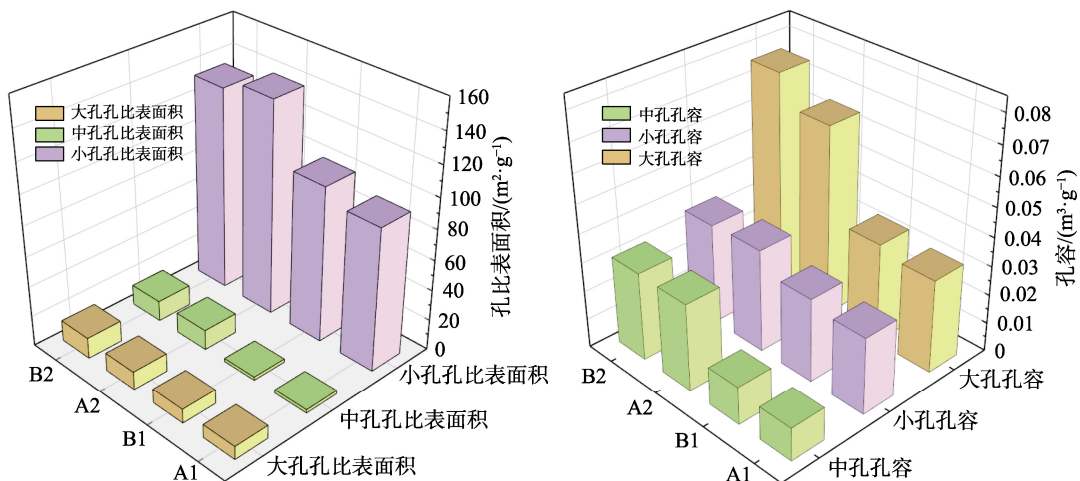 大孔孔比表面积
中孔孔比表面积
小孔孔比表面积
160
140
120
100
80
60
40
20
0
孔比表面积/(m²·g⁻¹)
B2
A2
B1
A1
小孔孔比表面积
中孔孔比表面积
大孔孔比表面积
中孔孔容
小孔孔容
大孔孔容
0.08
0.07
0.06
0.05
0.04
0.03
0.02
0.01
0
孔容/(m³·g⁻¹)
B2
A2
B1
A1
大孔孔容
小孔孔容
中孔孔容